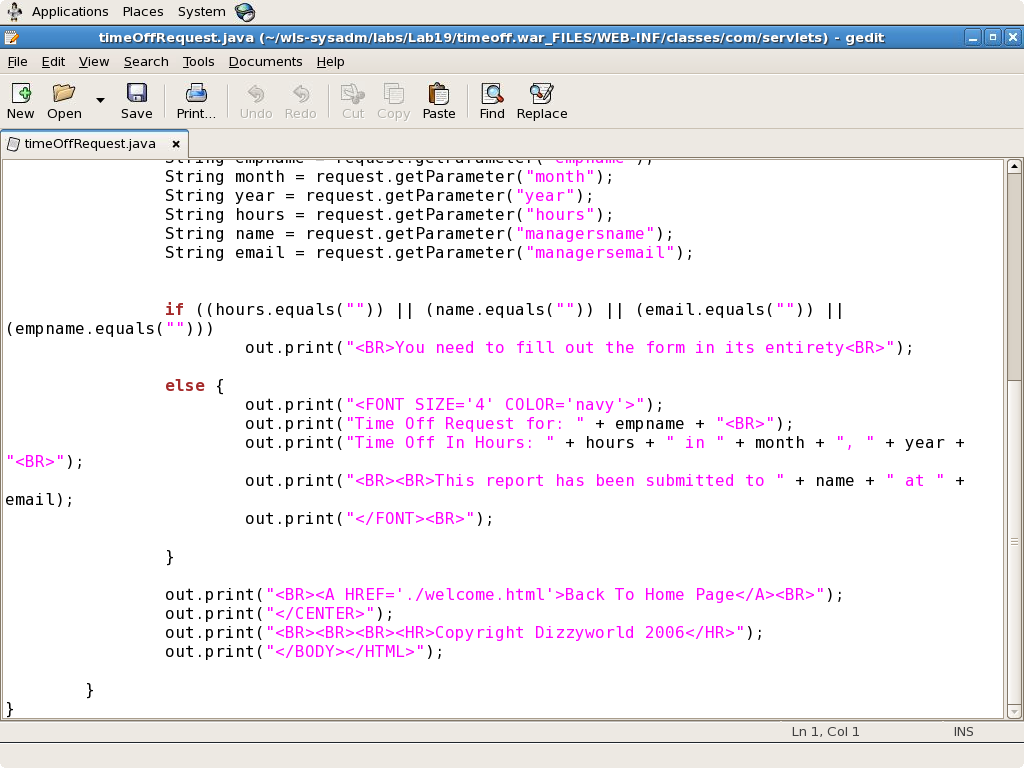 Applications Places System
timeOffRequest.java (~/wls-sysadm/labs/Lab19/timeoff.war_FILES/WEB-INF/classes/com/servlets) - gedit
File Edit View Search Tools Documents Help
New Open Save Print... Undo Redo Cut Copy Paste Find Replace
timeOffRequest.java
String empname = request.getParameter("empname");
String month = request.getParameter("month");
String year = request.getParameter("year");
String hours = request.getParameter("hours");
String name = request.getParameter("managersname");
String email = request.getParameter("managersemail");
if ((hours.equals("")) || (name.equals("")) || (email.equals("")) ||
(empname.equals("")))
out.print("<BR>You need to fill out the form in its entirety<BR>");
else {
out.print("<FONT SIZE='4' COLOR='navy'>");
out.print("Time Off Request for: " + empname + "<BR>");
out.print("Time Off In Hours: " + hours + " in " + month + ", " + year +
"<BR>");
out.print("<BR><BR>This report has been submitted to " + name + " at " +
email);
out.print("</FONT><BR>");
}
out.print("<BR><A HREF='./welcome.html'>Back To Home Page</A><BR>");
out.print("</CENTER>");
out.print("<BR><BR><BR><HR>Copyright Dizzyworld 2006</HR>");
out.print("</BODY></HTML>");
}
}
Ln 1, Col 1 INS